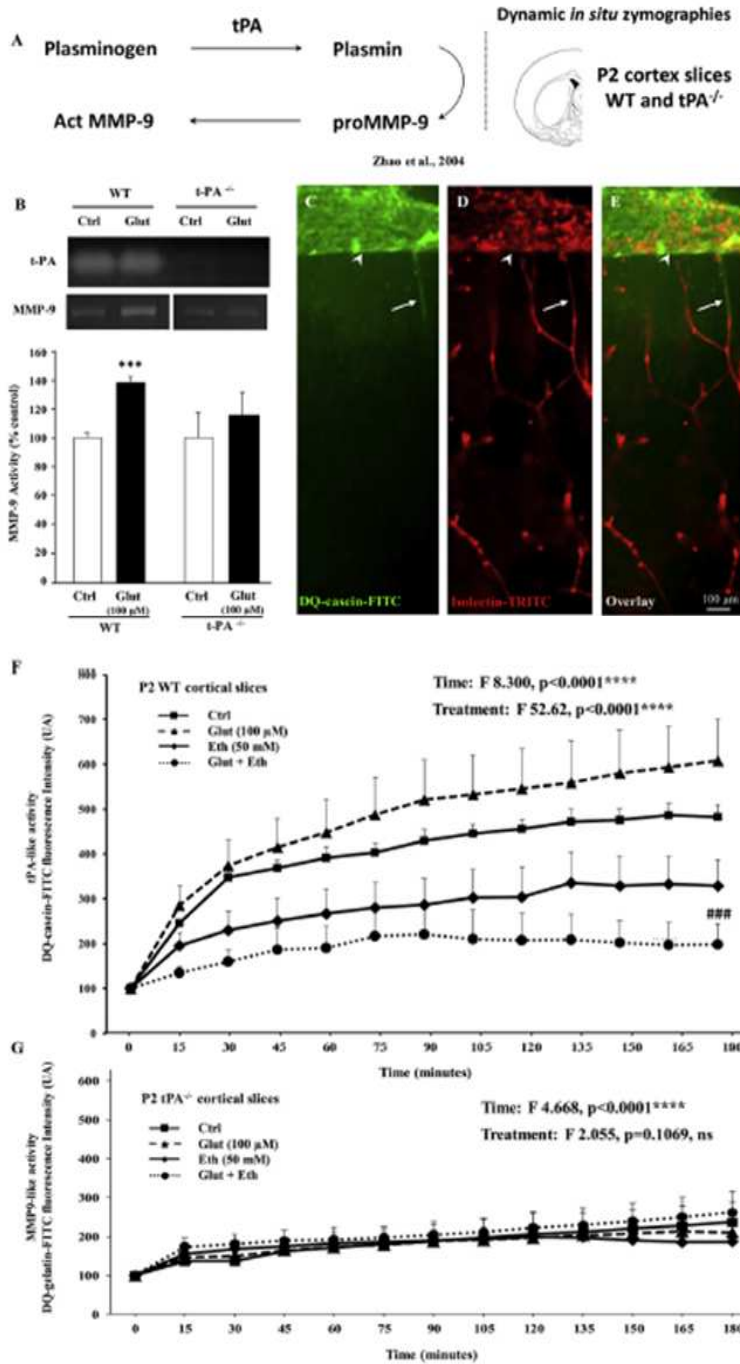 A
Plasminogen
tPA
Plasmin
Act MMP-9
proMMP-9
Dynamic in situ zymographies
P2 cortex slices
WT and tPA-/-
Zhao et al., 2004
B
WT
t-PA -/-
Ctrl
Glut
Ctrl
Glut
t-PA
MMP-9
MMP-9 Activity (% control)
160
140
120
100
80
60
40
20
0
***
Ctrl
Glut
(100 µM)
Ctrl
Glut
(100 µM)
WT
t-PA -/-
C
DQ-casein-FITC
D
Isolectin-TRITC
E
Overlay
100 µm
F
P2 WT cortical slices
Ctrl
Glut (100 µM)
Eth (50 mM)
Glut + Eth
Time: F 8.300, p<0.0001****
Treatment: F 52.62, p<0.0001****
tPA-like activity
DQ-casein-FITC fluorescence Intensity (UA)
800
700
600
500
400
300
200
100
0
###
0 15 30 45 60 75 90 105 120 135 150 165 180
Time (minutes)
G
P2 tPA-/- cortical slices
Ctrl
Glut (100 µM)
Eth (50 mM)
Glut + Eth
Time: F 4.668, p<0.0001****
Treatment: F 2.055, p=0.1069, ns
MMP9-like activity
DQ-gelatin-FITC fluorescence Intensity (UA)
600
500
400
300
200
100
0
0 15 30 45 60 75 90 105 120 135 150 165 180
Time (minutes)